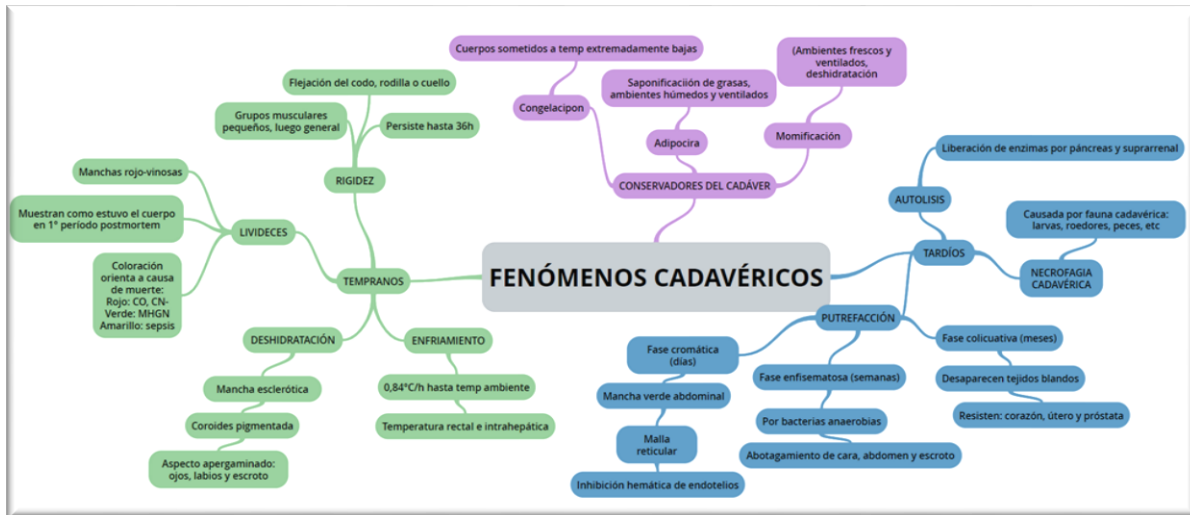 FENÓMENOS CADAVÉRICOS
TEMPRANOS
RIGIDEZ
Flejación del codo, rodilla o cuello
Grupos musculares
pequeños, luego general
Persiste hasta 36h
LIVIDECES
Manchas rojo-vinosas
Muestran como estuvo el cuerpo
en 1° período postmortem
Coloración
orienta a causa
de muerte:
Rojo: CO, CN-
Verde: MHGN
Amarillo: sepsis
DESHIDRATACIÓN
Mancha esclerótica
Coroides pigmentada
Aspecto apergaminado:
ojos, labios y escroto
ENFRIAMIENTO
0,84°C/h hasta temp ambiente
Temperatura rectal e intrahepática
CONSERVADORES DEL CADÁVER
Congelacipon
Cuerpos sometidos a temp extremadamente bajas
Adipocira
Saponificaciión de grasas,
ambientes húmedos y ventilados
Momificación
(Ambientes frescos y
ventilados,
deshidratación
TARDÍOS
AUTOLISIS
Liberación de enzimas por páncreas y suprarrenal
NECROFAGIA
CADAVÉRICA
Causada por fauna cadavérica:
larvas, roedores, peces, etc
PUTREFACCIÓN
Fase cromática
(días)
Mancha verde abdominal
Malla
reticular
Inhibición hemática de endotelios
Fase enfisematosa (semanas)
Por bacterias anaerobias
Abotagamiento de cara, abdomen y escroto
Fase colicuativa (meses)
Desaparecen tejidos blandos
Resisten: corazón, útero y próstata